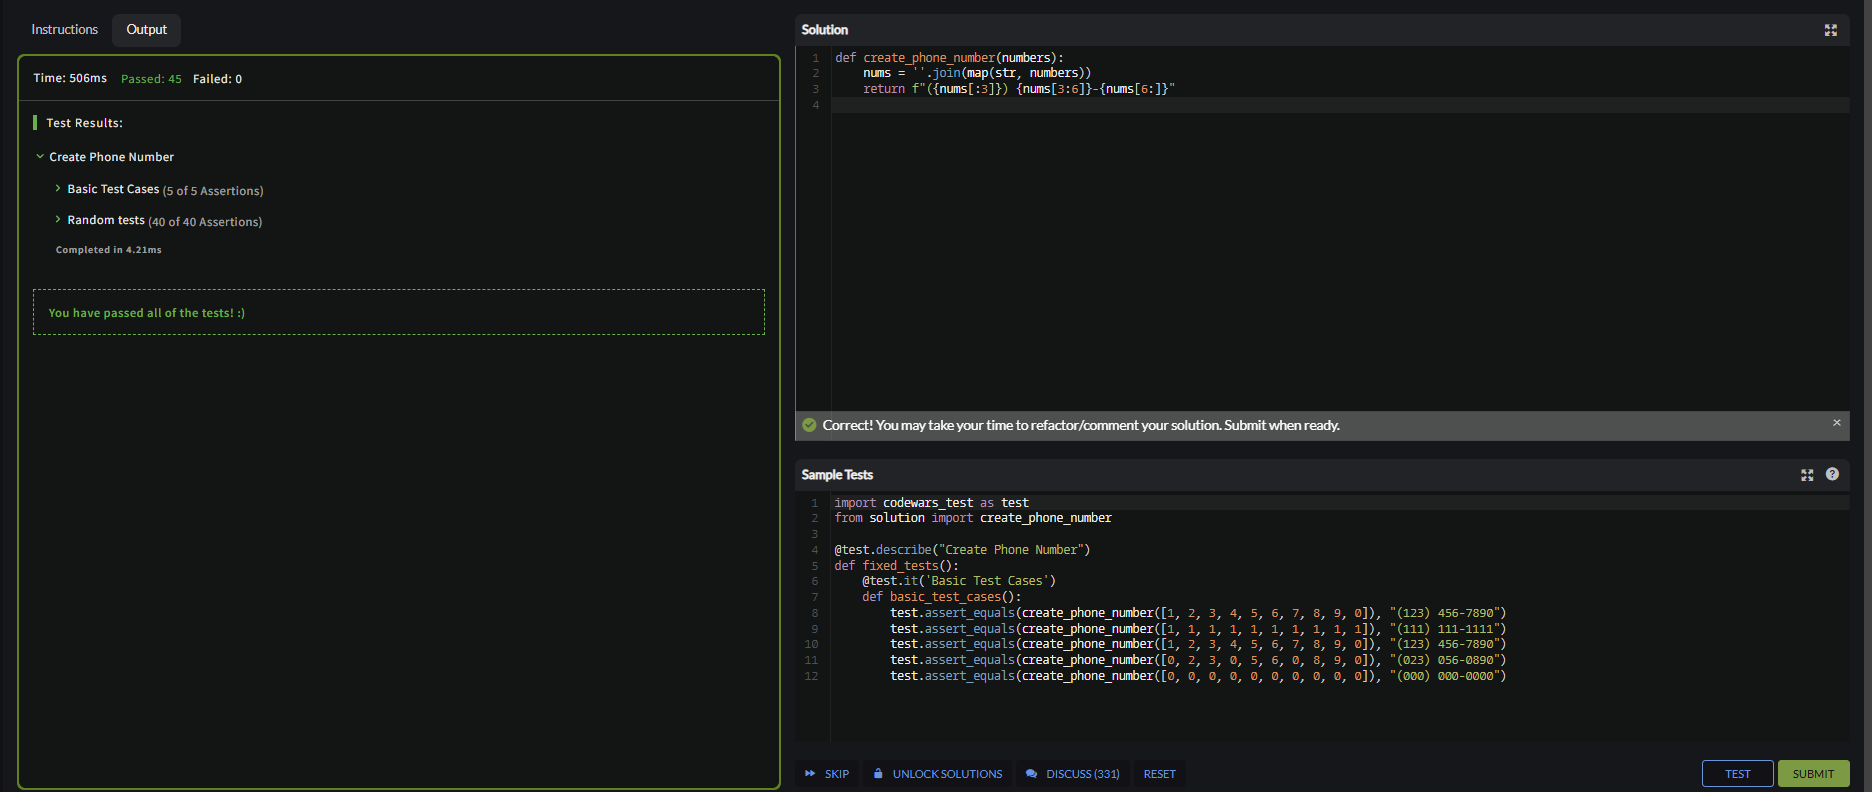 Instructions
Output
Time: 506ms Passed: 45 Failed: 0
Test Results:
Create Phone Number
Basic Test Cases (5 of 5 Assertions)
Random tests (40 of 40 Assertions)
Completed in 4.21ms
You have passed all of the tests! :)
Solution
1 def create_phone_number(numbers):
2     nums = ''.join(map(str, numbers))
3     return f"({nums[:3]}) {nums[3:6]}-{nums[6:]}"
4
Correct! You may take your time to refactor/comment your solution. Submit when ready. ×
Sample Tests ?
1 import codewars_test as test
2 from solution import create_phone_number
3
4 @test.describe("Create Phone Number")
5 def fixed_tests():
6     @test.it('Basic Test Cases')
7     def basic_test_cases():
8         test.assert_equals(create_phone_number([1, 2, 3, 4, 5, 6, 7, 8, 9, 0]), "(123) 456-7890")
9         test.assert_equals(create_phone_number([1, 1, 1, 1, 1, 1, 1, 1, 1, 1]), "(111) 111-1111")
10         test.assert_equals(create_phone_number([1, 2, 3, 4, 5, 6, 7, 8, 9, 0]), "(123) 456-7890")
11         test.assert_equals(create_phone_number([0, 2, 3, 0, 5, 6, 0, 8, 9, 0]), "(023) 056-0890")
12         test.assert_equals(create_phone_number([0, 0, 0, 0, 0, 0, 0, 0, 0, 0]), "(000) 000-0000")
SKIP UNLOCK SOLUTIONS DISCUSS (331) RESET TEST SUBMIT